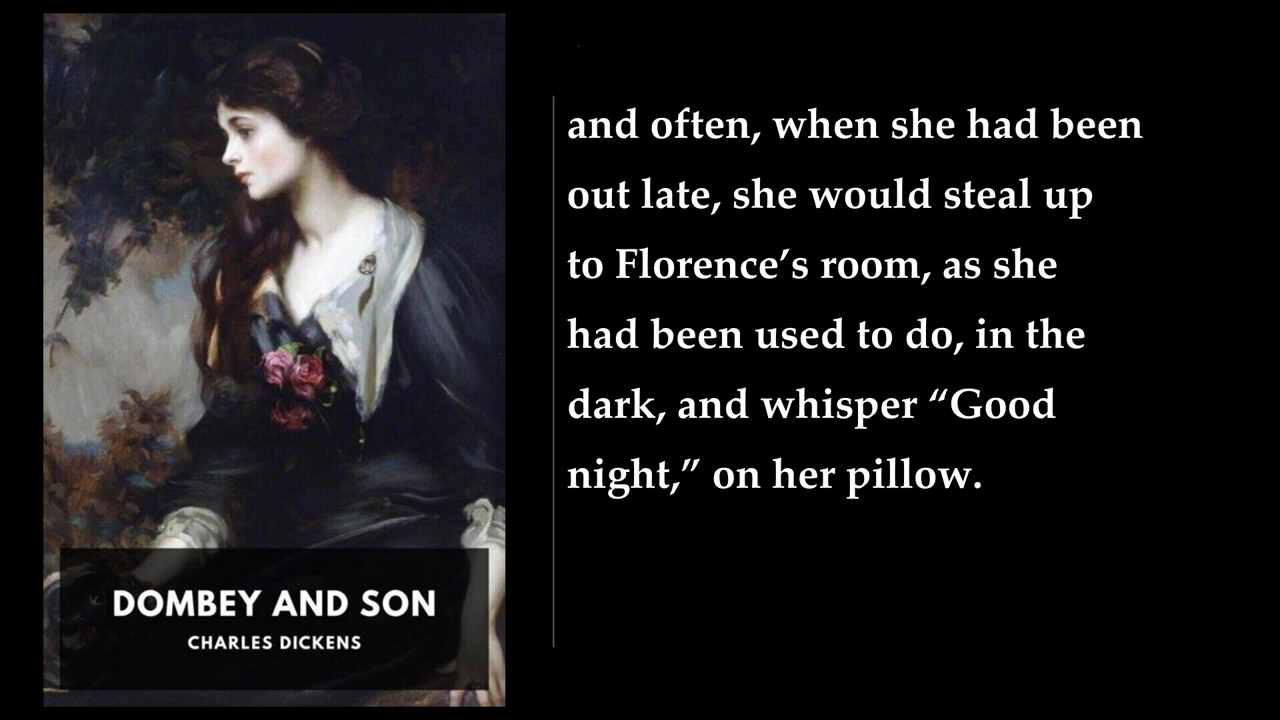 and often, when she had been
out late, she would steal up
to Florence’s room, as she
had been used to do, in the
dark, and whisper “Good
night,” on her pillow.
DOMBEY AND SON
CHARLES DICKENS